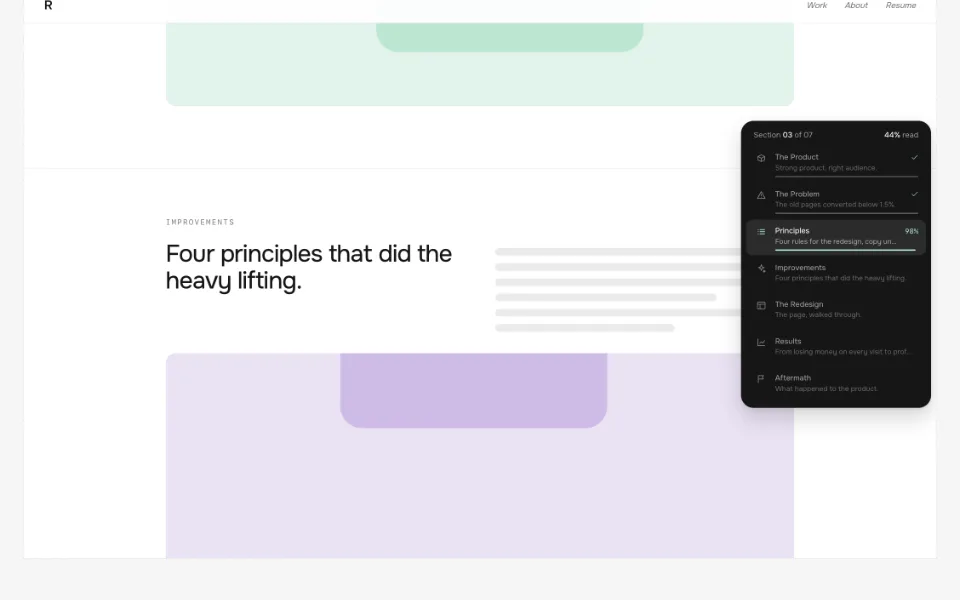 R
Work About Resume
Section 03 of 07 44% read
The Product
Strong product, right audience.
The Problem
The old pages converted below 1.5%.
Principles 98%
Four rules for the redesign, copy un...
Improvements
Four principles that did the heavy lifting.
The Redesign
The page, walked through.
Results
From losing money on every visit to prof...
Aftermath
What happened to the product.
IMPROVEMENTS
Four principles that did the
heavy lifting.